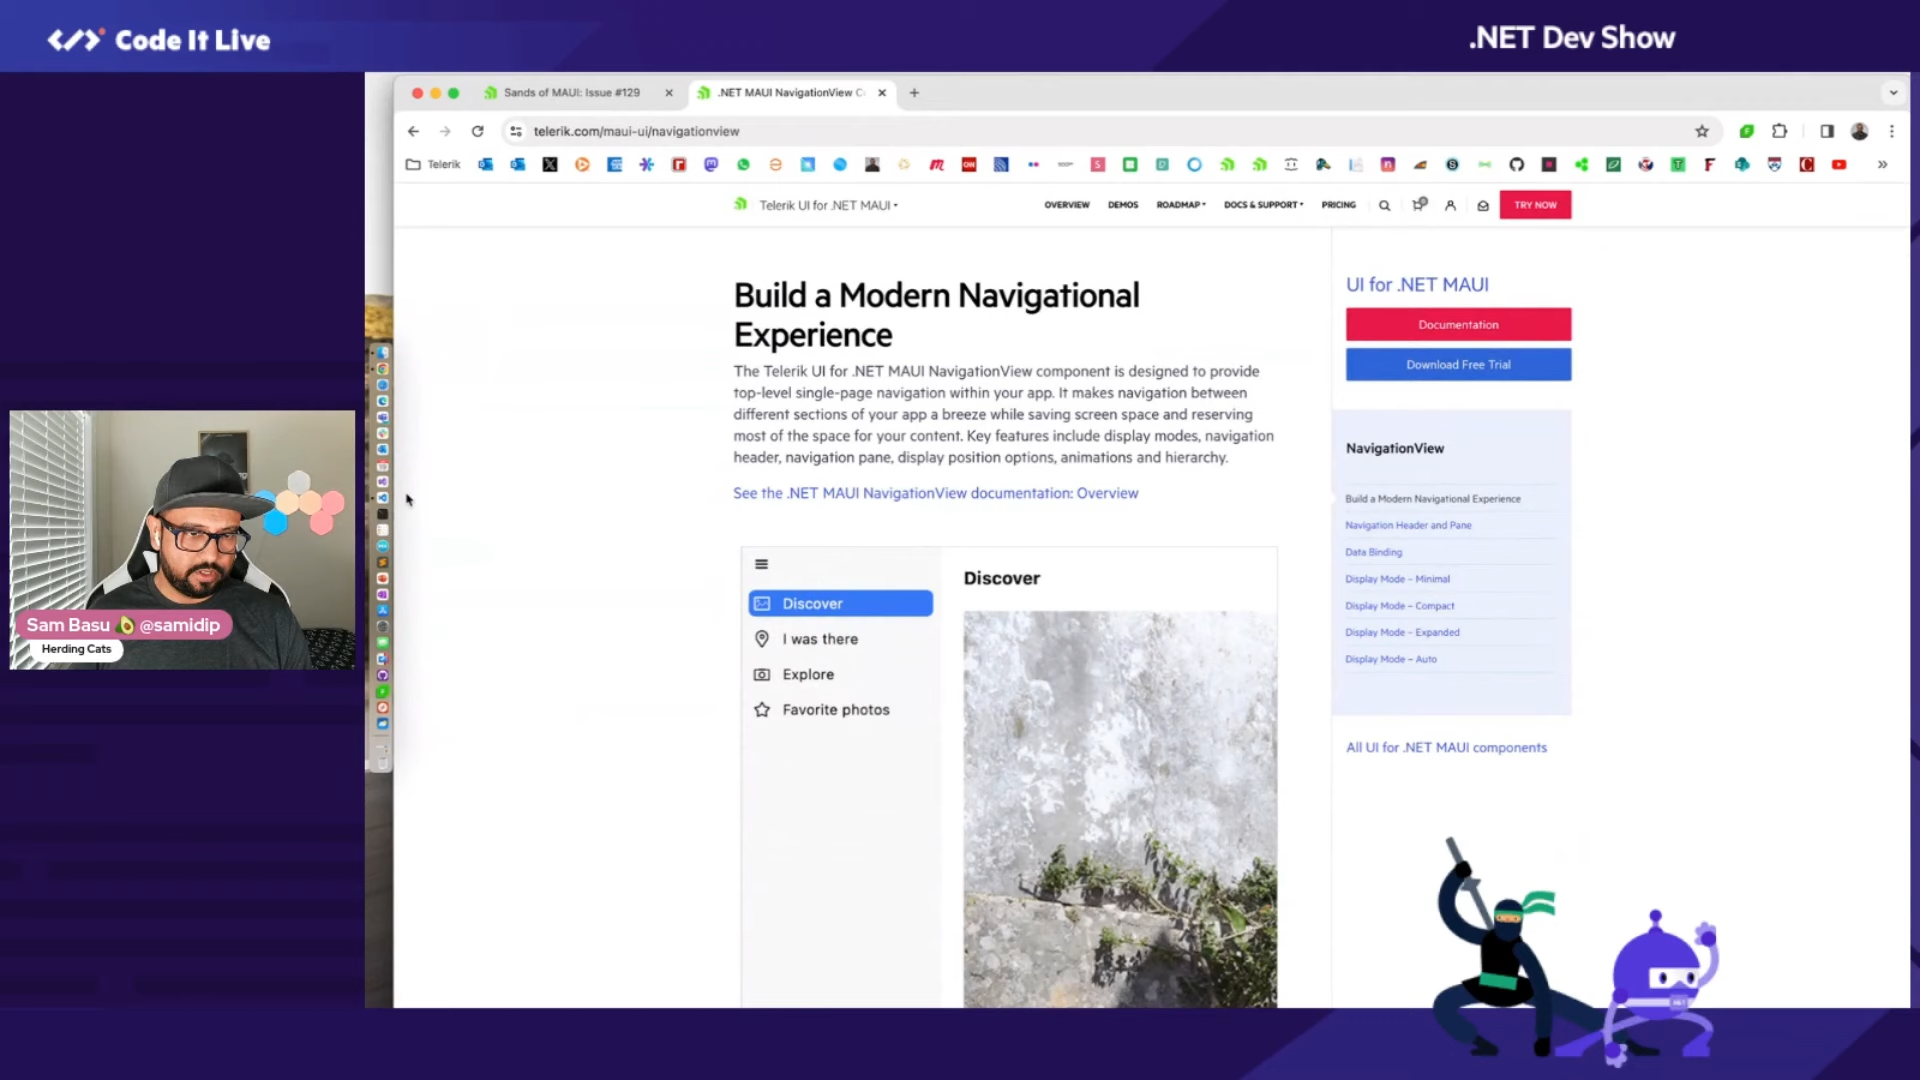 Code It Live
.NET Dev Show
Sands of MAUI: Issue #129
.NET MAUI NavigationView C
telerik.com/maui-ui/navigationview
Telerik
Telerik UI for .NET MAUI
OVERVIEW
DEMOS
ROADMAP
DOCS & SUPPORT
PRICING
TRY NOW
Build a Modern Navigational
Experience
The Telerik UI for .NET MAUI NavigationView component is designed to provide
top-level single-page navigation within your app. It makes navigation between
different sections of your app a breeze while saving screen space and reserving
most of the space for your content. Key features include display modes, navigation
header, navigation pane, display position options, animations and hierarchy.
See the .NET MAUI NavigationView documentation: Overview
Discover
I was there
Explore
Favorite photos
Discover
UI for .NET MAUI
Documentation
Download Free Trial
NavigationView
Build a Modern Navigational Experience
Navigation Header and Pane
Data Binding
Display Mode – Minimal
Display Mode – Compact
Display Mode – Expanded
Display Mode – Auto
All UI for .NET MAUI components
Sam Basu 🥑 @samidip
Herding Cats